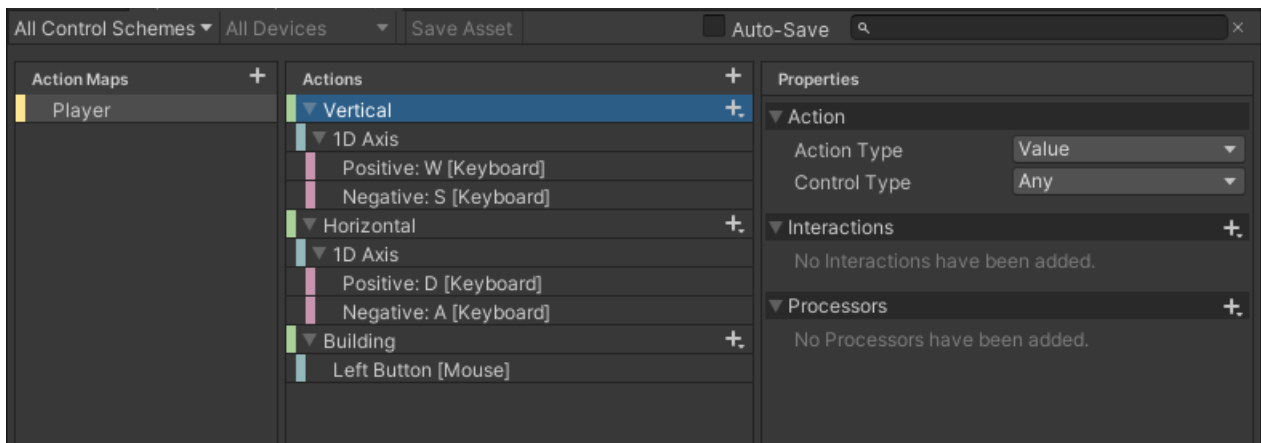 All Control Schemes All Devices Save Asset Auto-Save
Action Maps
Player
Actions
Vertical
1D Axis
Positive: W [Keyboard]
Negative: S [Keyboard]
Horizontal
1D Axis
Positive: D [Keyboard]
Negative: A [Keyboard]
Building
Left Button [Mouse]
Properties
Action
Action Type Value
Control Type Any
Interactions
No Interactions have been added.
Processors
No Processors have been added.